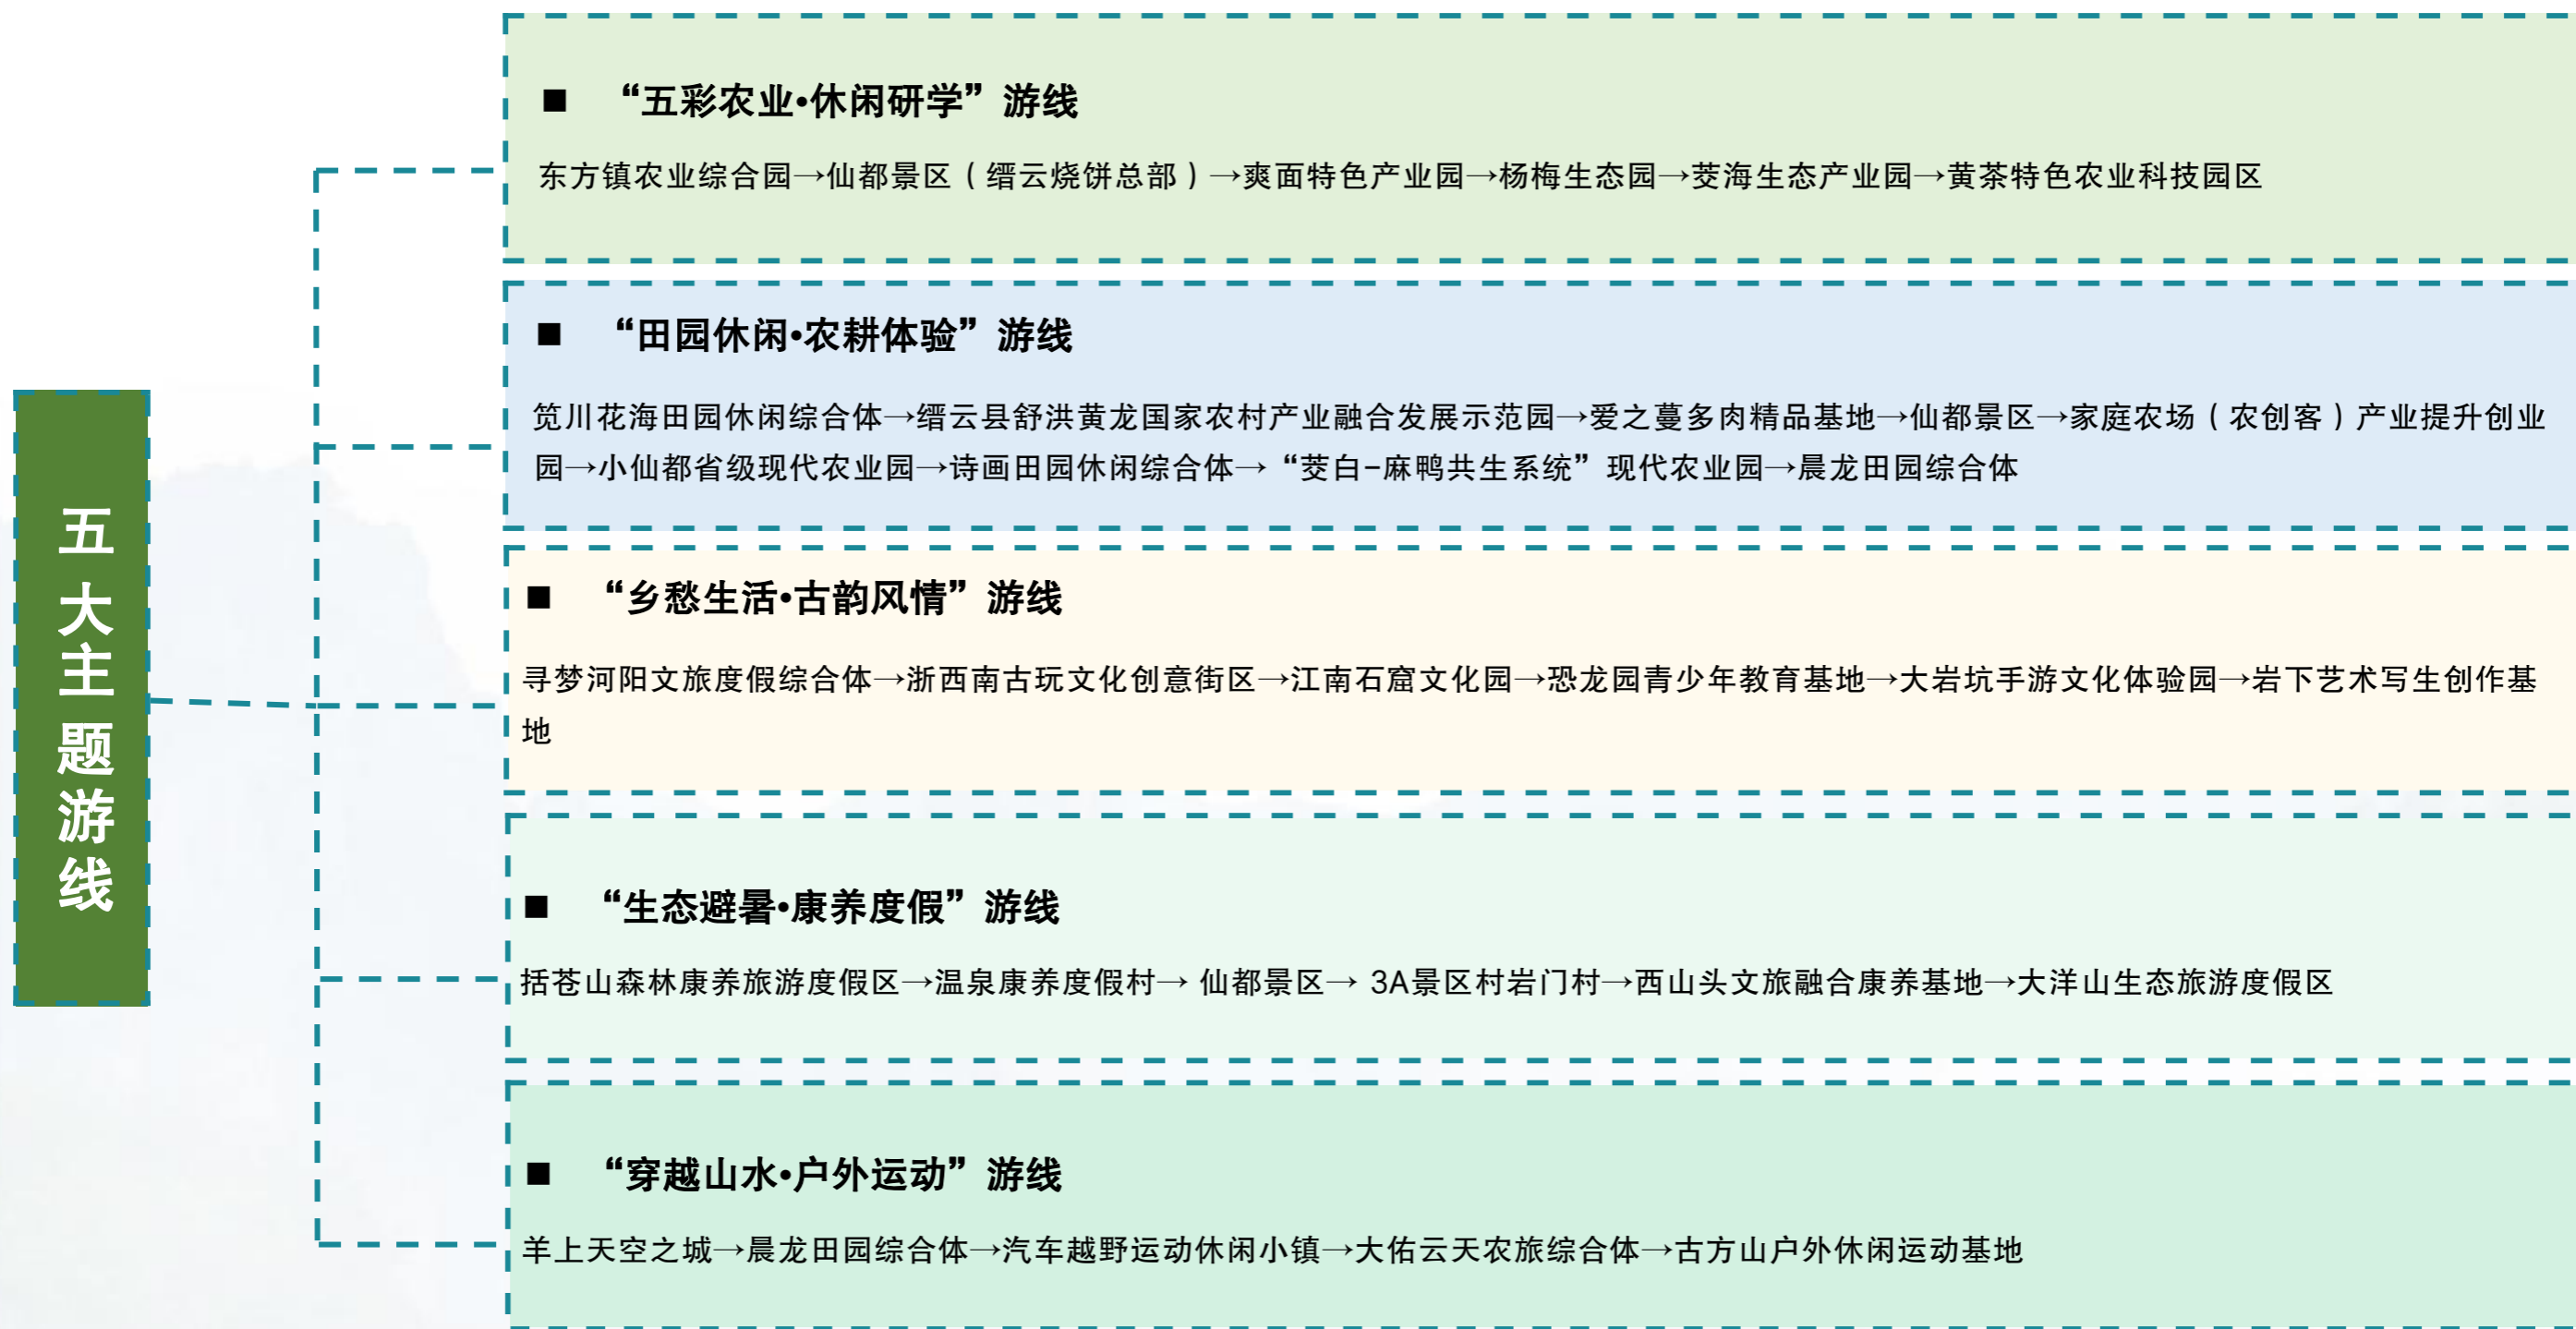 五大主题游线
■ “五彩农业•休闲研学”游线
东方镇农业综合园→仙都景区（缙云烧饼总部）→爽面特色产业园→杨梅生态园→茭海生态产业园→黄茶特色农业科技园区
■ “田园休闲•农耕体验”游线
笕川花海田园休闲综合体→缙云县舒洪黄龙国家农村产业融合发展示范园→爱之蔓多肉精品基地→仙都景区→家庭农场（农创客）产业提升创业
园→小仙都省级现代农业园→诗画田园休闲综合体→“茭白-麻鸭共生系统”现代农业园→晨龙田园综合体
■ “乡愁生活•古韵风情”游线
寻梦河阳文旅度假综合体→浙西南古玩文化创意街区→江南石窟文化园→恐龙园青少年教育基地→大岩坑手游文化体验园→岩下艺术写生创作基
地
■ “生态避暑•康养度假”游线
括苍山森林康养旅游度假区→温泉康养度假村→ 仙都景区→ 3A景区村岩门村→西山头文旅融合康养基地→大洋山生态旅游度假区
■ “穿越山水•户外运动”游线
羊上天空之城→晨龙田园综合体→汽车越野运动休闲小镇→大佑云天农旅综合体→古方山户外休闲运动基地